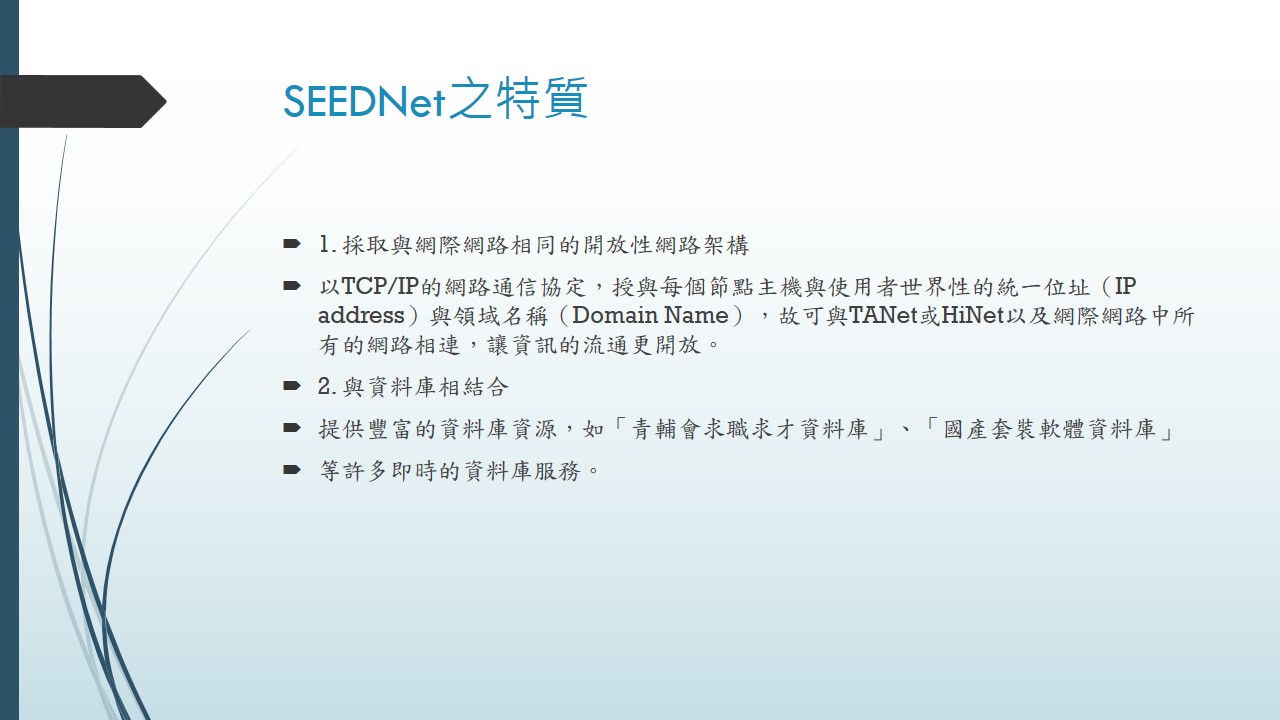 SEEDNet之特質
1. 採取與網際網路相同的開放性網路架構
以TCP/IP的網路通信協定，授與每個節點主機與使用者世界性的統一位址（IP
address）與領域名稱（Domain Name），故可與TANet或HiNet以及網際網路中所
有的網路相連，讓資訊的流通更開放。
2. 與資料庫相結合
提供豐富的資料庫資源，如「青輔會求職求才資料庫」、「國產套裝軟體資料庫」
等許多即時的資料庫服務。